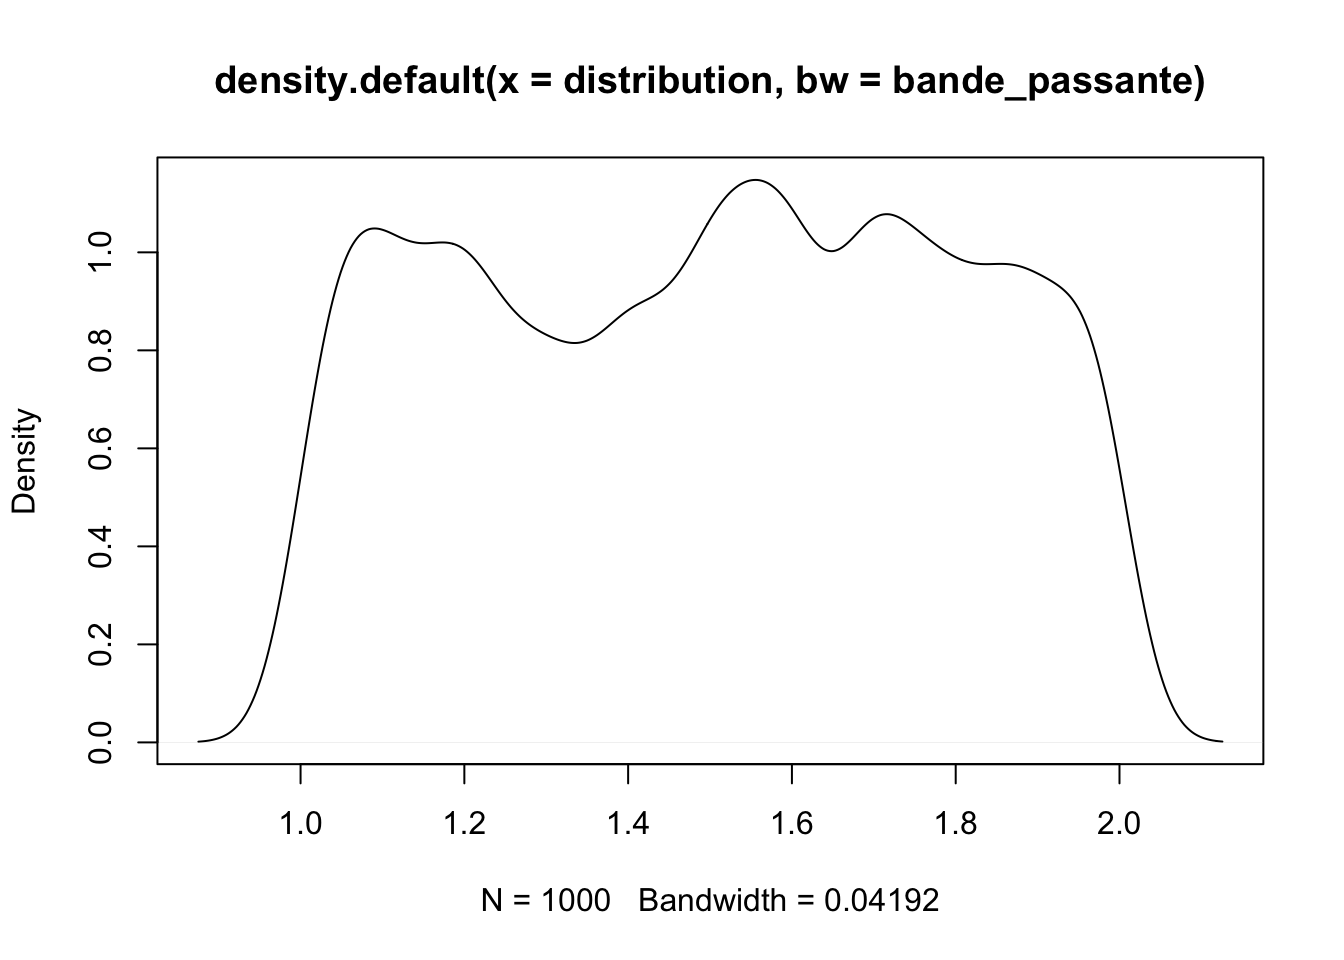 density.default(x = distribution, bw = bande_passante)
Density
1.0
0.8
0.6
0.4
0.2
0.0
1.0 1.2 1.4 1.6 1.8 2.0
N = 1000 Bandwidth = 0.04192